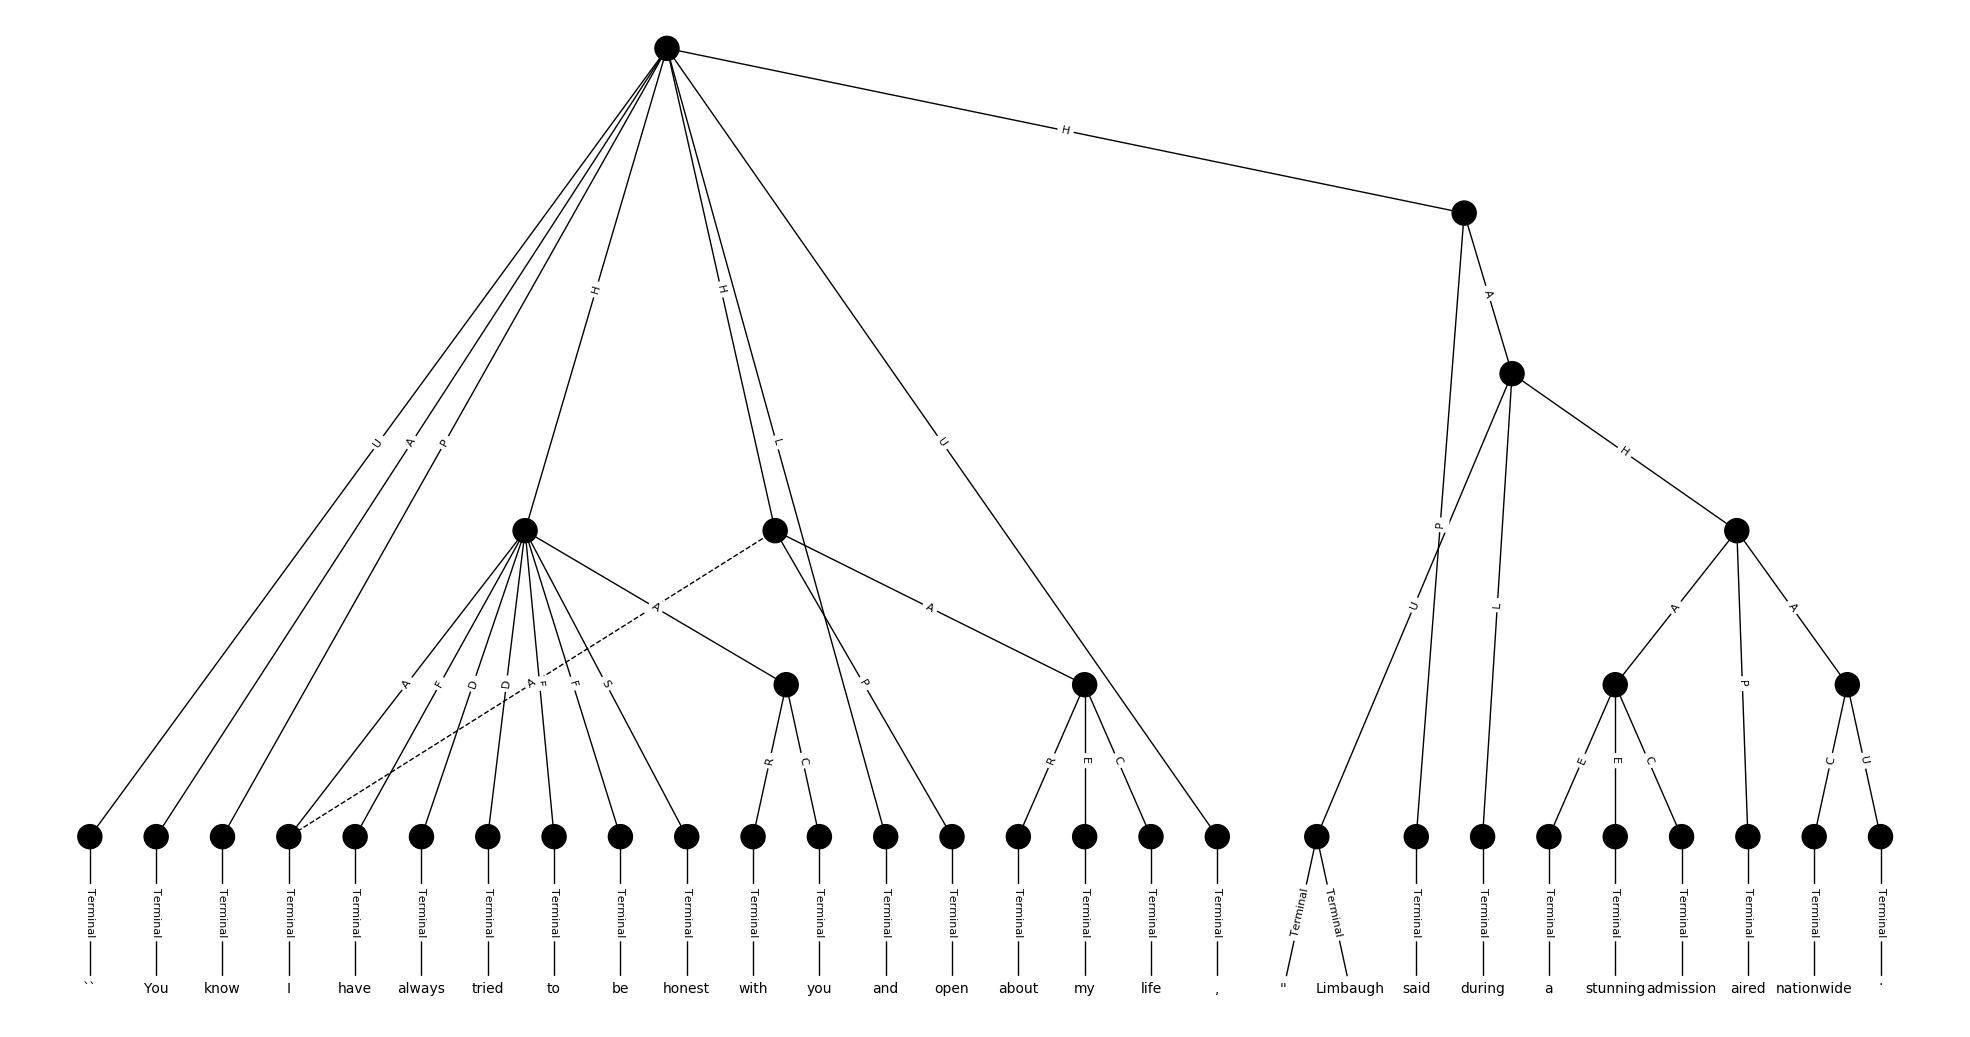 H
A
H H
U A P L U H
P
A A U L A A
A F D D A F F S P P
R C R E C E E C C U
Terminal Terminal Terminal Terminal Terminal Terminal Terminal Terminal Terminal Terminal Terminal Terminal Terminal Terminal Terminal Terminal Terminal Terminal Terminal Terminal Terminal Terminal Terminal Terminal Terminal Terminal Terminal Terminal
`` You know I have always tried to be honest with you and open about my life , " Limbaugh said during a stunning admission aired nationwide .